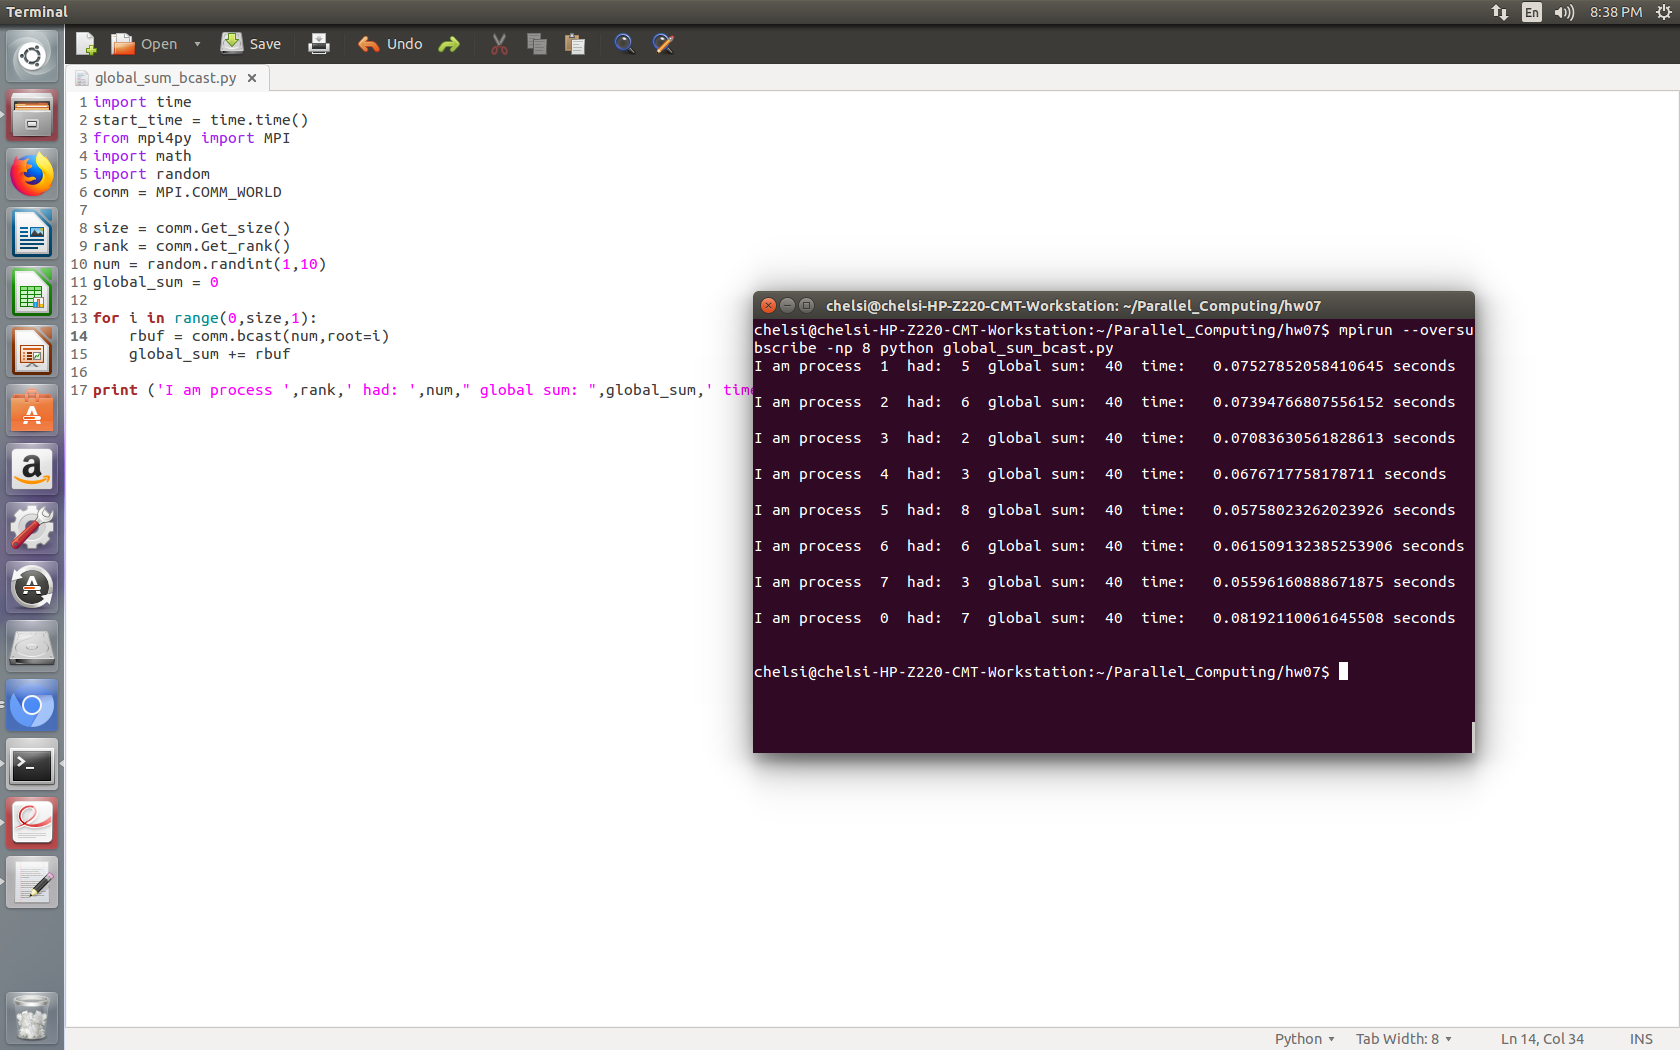 Terminal
En
8:38 PM
Open
Save
Undo
global_sum_bcast.py
1 import time
2 start_time = time.time()
3 from mpi4py import MPI
4 import math
5 import random
6 comm = MPI.COMM_WORLD
7
8 size = comm.Get_size()
9 rank = comm.Get_rank()
10 num = random.randint(1,10)
11 global_sum = 0
12
13 for i in range(0,size,1):
14     rbuf = comm.bcast(num,root=i)
15     global_sum += rbuf
16
17 print ('I am process ',rank,' had: ',num," global sum: ",global_sum,' time
chelsi@chelsi-HP-Z220-CMT-Workstation: ~/Parallel_Computing/hw07
chelsi@chelsi-HP-Z220-CMT-Workstation:~/Parallel_Computing/hw07$ mpirun --oversu
bscribe -np 8 python global_sum_bcast.py
I am process  1  had:  5  global sum:  40  time:   0.07527852058410645 seconds
I am process  2  had:  6  global sum:  40  time:   0.07394766807556152 seconds
I am process  3  had:  2  global sum:  40  time:   0.07083630561828613 seconds
I am process  4  had:  3  global sum:  40  time:   0.0676717758178711 seconds
I am process  5  had:  8  global sum:  40  time:   0.05758023262023926 seconds
I am process  6  had:  6  global sum:  40  time:   0.061509132385253906 seconds
I am process  7  had:  3  global sum:  40  time:   0.05596160888671875 seconds
I am process  0  had:  7  global sum:  40  time:   0.08192110061645508 seconds
chelsi@chelsi-HP-Z220-CMT-Workstation:~/Parallel_Computing/hw07$
Python
Tab Width: 8
Ln 14, Col 34
INS